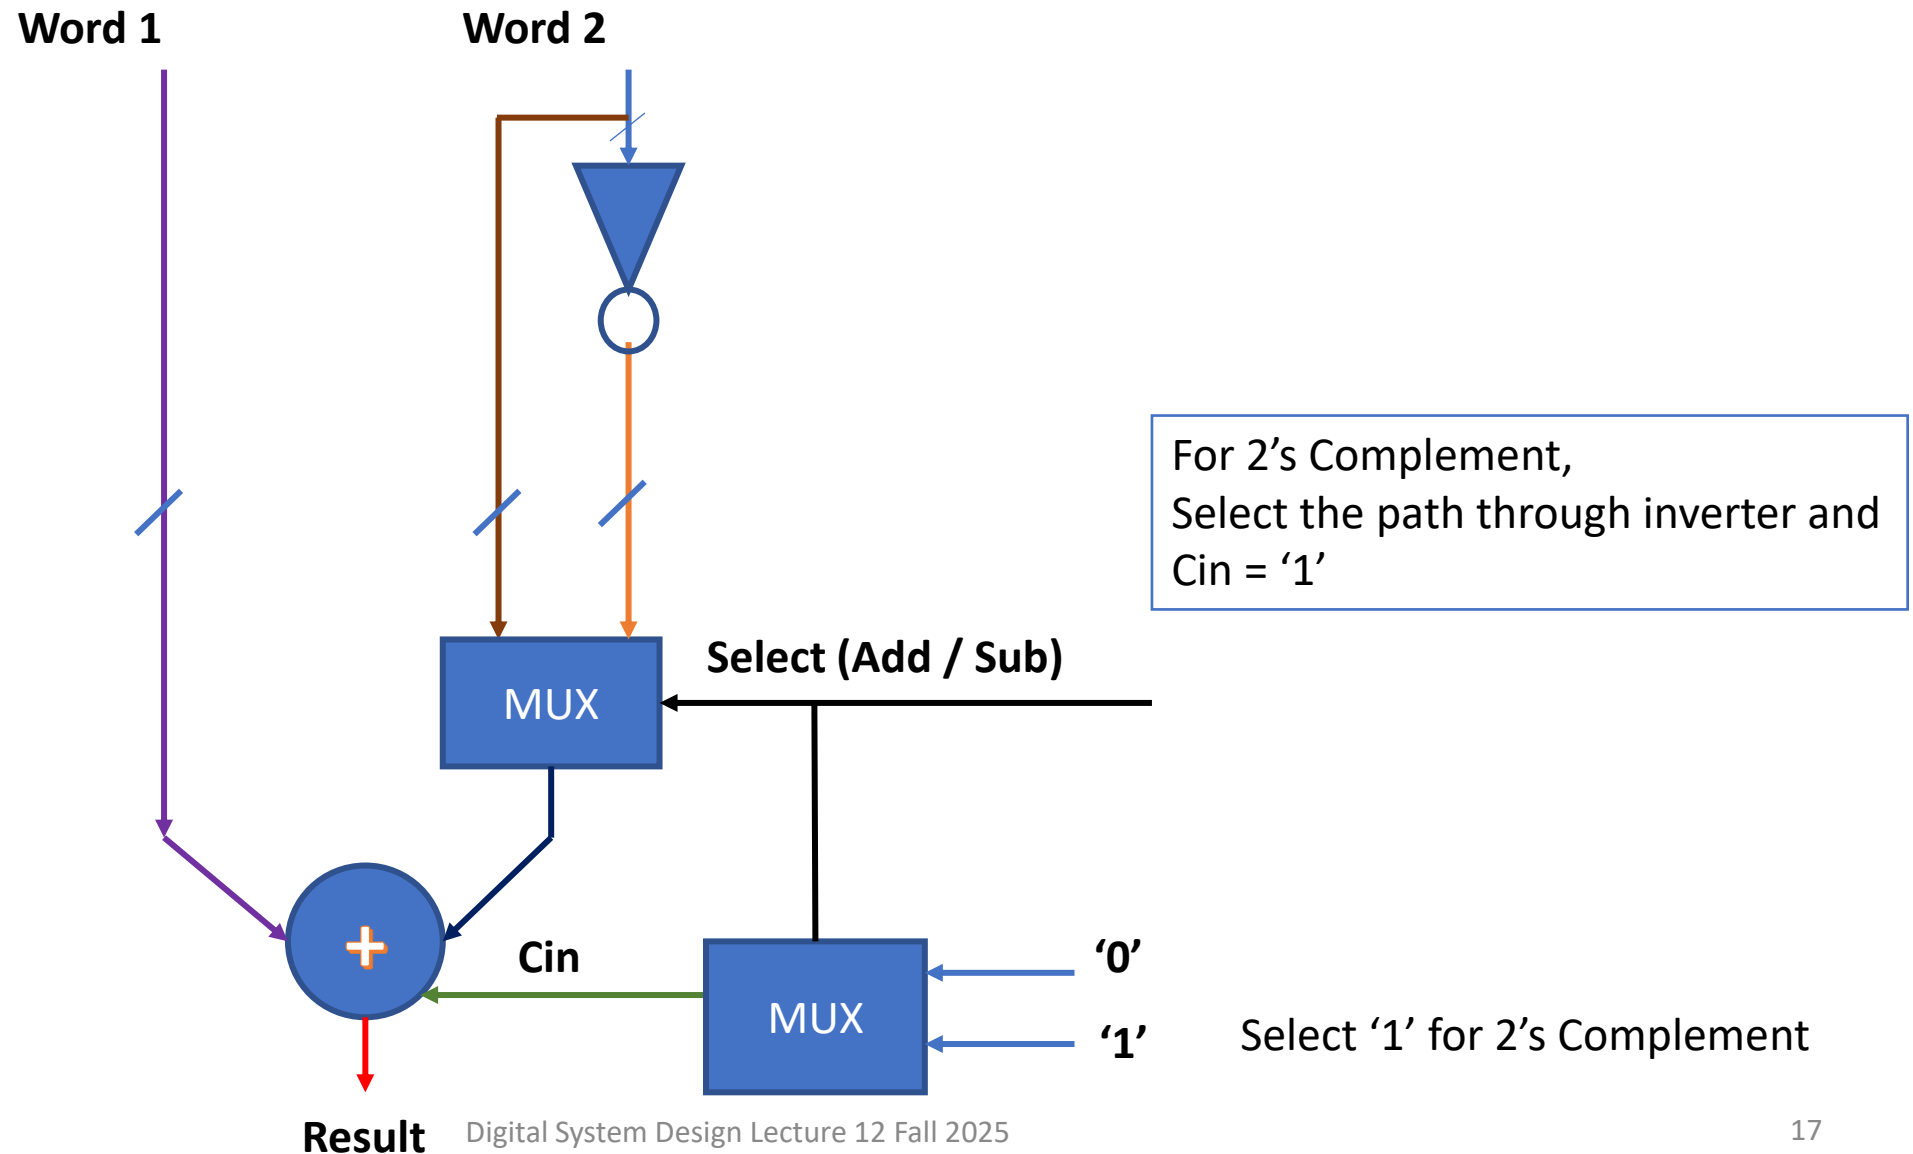 Word 1
Word 2
For 2’s Complement,
Select the path through inverter and
Cin = ‘1’
Select (Add / Sub)
MUX
+
Cin
MUX
‘0’
‘1’
Select ‘1’ for 2’s Complement
Result
Digital System Design Lecture 12 Fall 2025
17